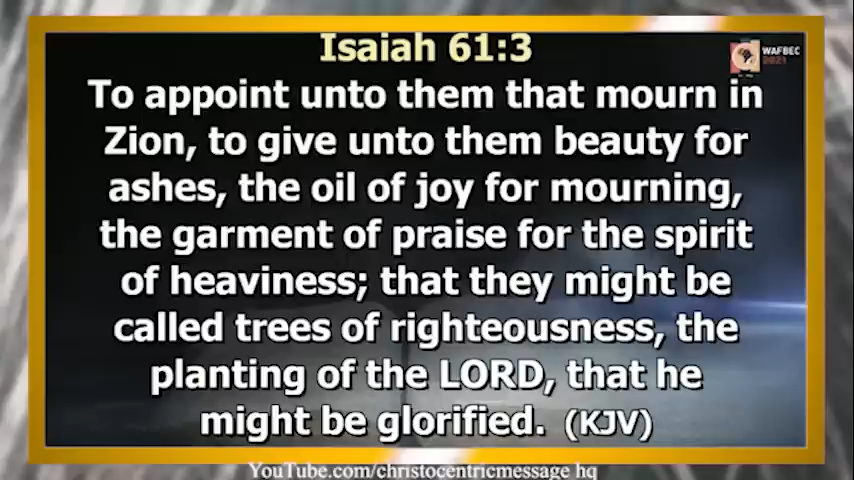 Isaiah 61:3
WAFBEC
2021
To appoint unto them that mourn in
Zion, to give unto them beauty for
ashes, the oil of joy for mourning,
the garment of praise for the spirit
of heaviness; that they might be
called trees of righteousness, the
planting of the LORD, that he
might be glorified. (KJV)
YouTube.com/christocentricmessage hq